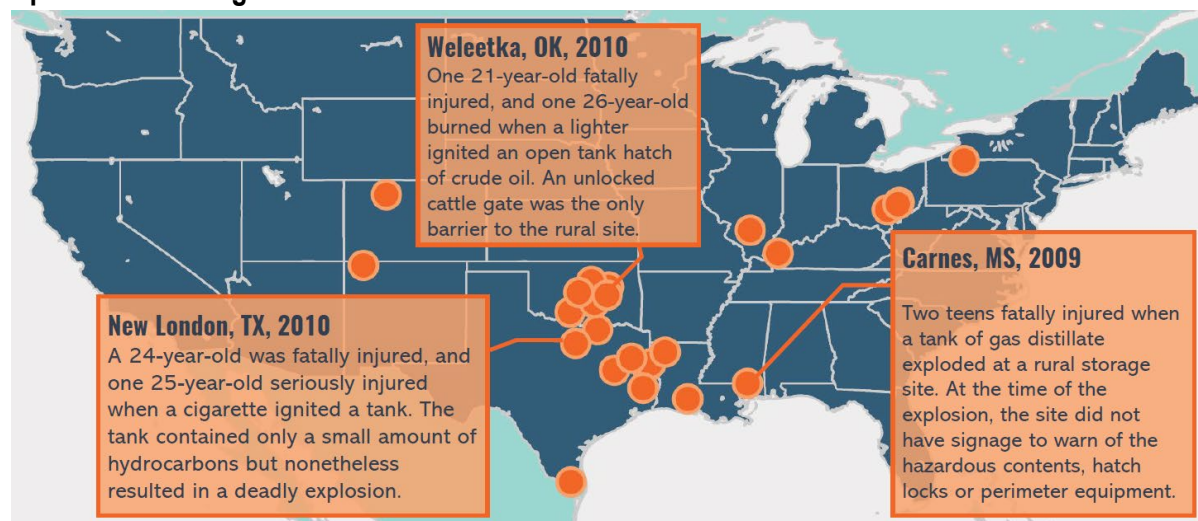 Weleetka, OK, 2010
One 21-year-old fatally
injured, and one 26-year-old
burned when a lighter
ignited an open tank hatch
of crude oil. An unlocked
cattle gate was the only
barrier to the rural site.
New London, TX, 2010
A 24-year-old was fatally injured, and
one 25-year-old seriously injured
when a cigarette ignited a tank. The
tank contained only a small amount of
hydrocarbons but nonetheless
resulted in a deadly explosion.
Carnes, MS, 2009
Two teens fatally injured when
a tank of gas distillate
exploded at a rural storage
site. At the time of the
explosion, the site did not
have signage to warn of the
hazardous contents, hatch
locks or perimeter equipment.